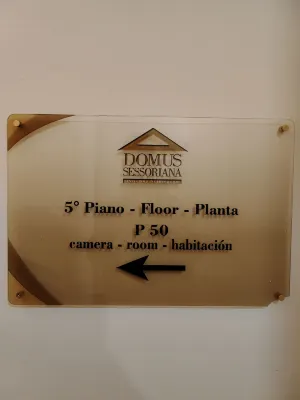 DOMUS
SESSORIANA
5° Piano - Floor - Planta
P 50
camera - room - habitación